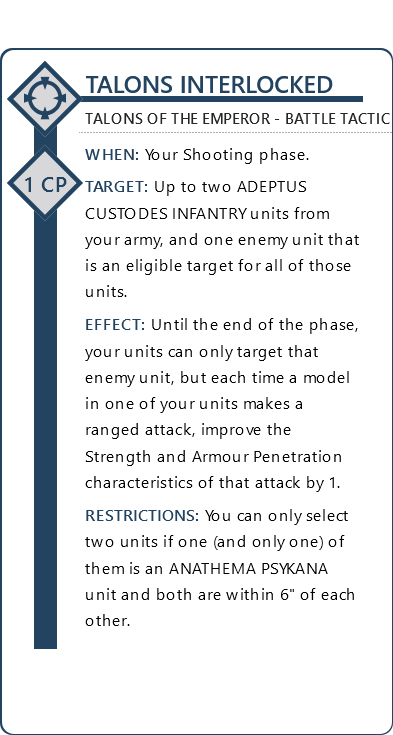 TALONS INTERLOCKED
TALONS OF THE EMPEROR - BATTLE TACTIC
WHEN: Your Shooting phase.
1 CP
TARGET: Up to two ADEPTUS
CUSTODES INFANTRY units from
your army, and one enemy unit that
is an eligible target for all of those
units.
EFFECT: Until the end of the phase,
your units can only target that
enemy unit, but each time a model
in one of your units makes a
ranged attack, improve the
Strength and Armour Penetration
characteristics of that attack by 1.
RESTRICTIONS: You can only select
two units if one (and only one) of
them is an ANATHEMA PSYKANA
unit and both are within 6" of each
other.